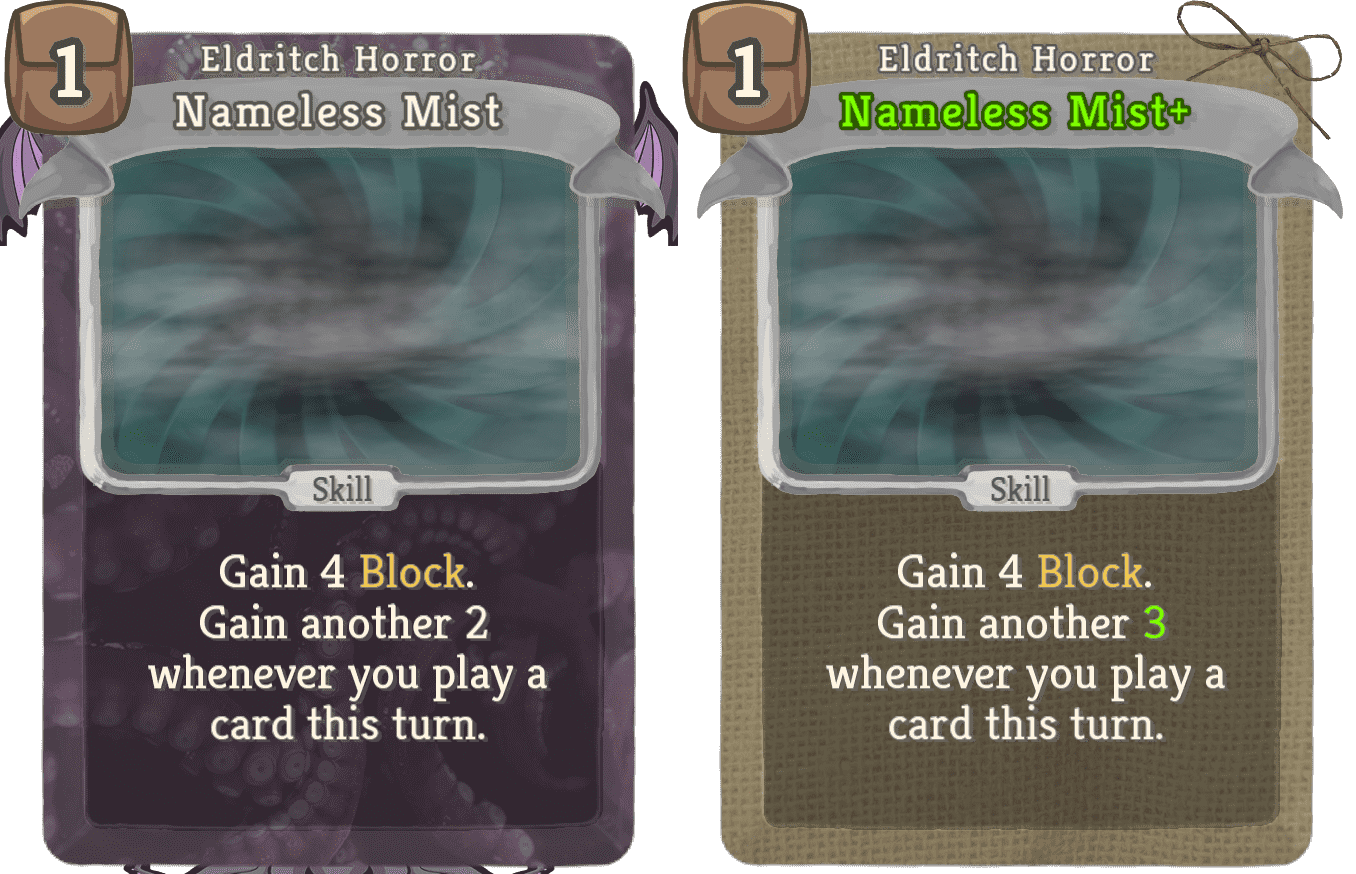 1
Eldritch Horror
Nameless Mist
Skill
Gain 4 Block.
Gain another 2
whenever you play a
card this turn.
1
Eldritch Horror
Nameless Mist+
Skill
Gain 4 Block.
Gain another 3
whenever you play a
card this turn.